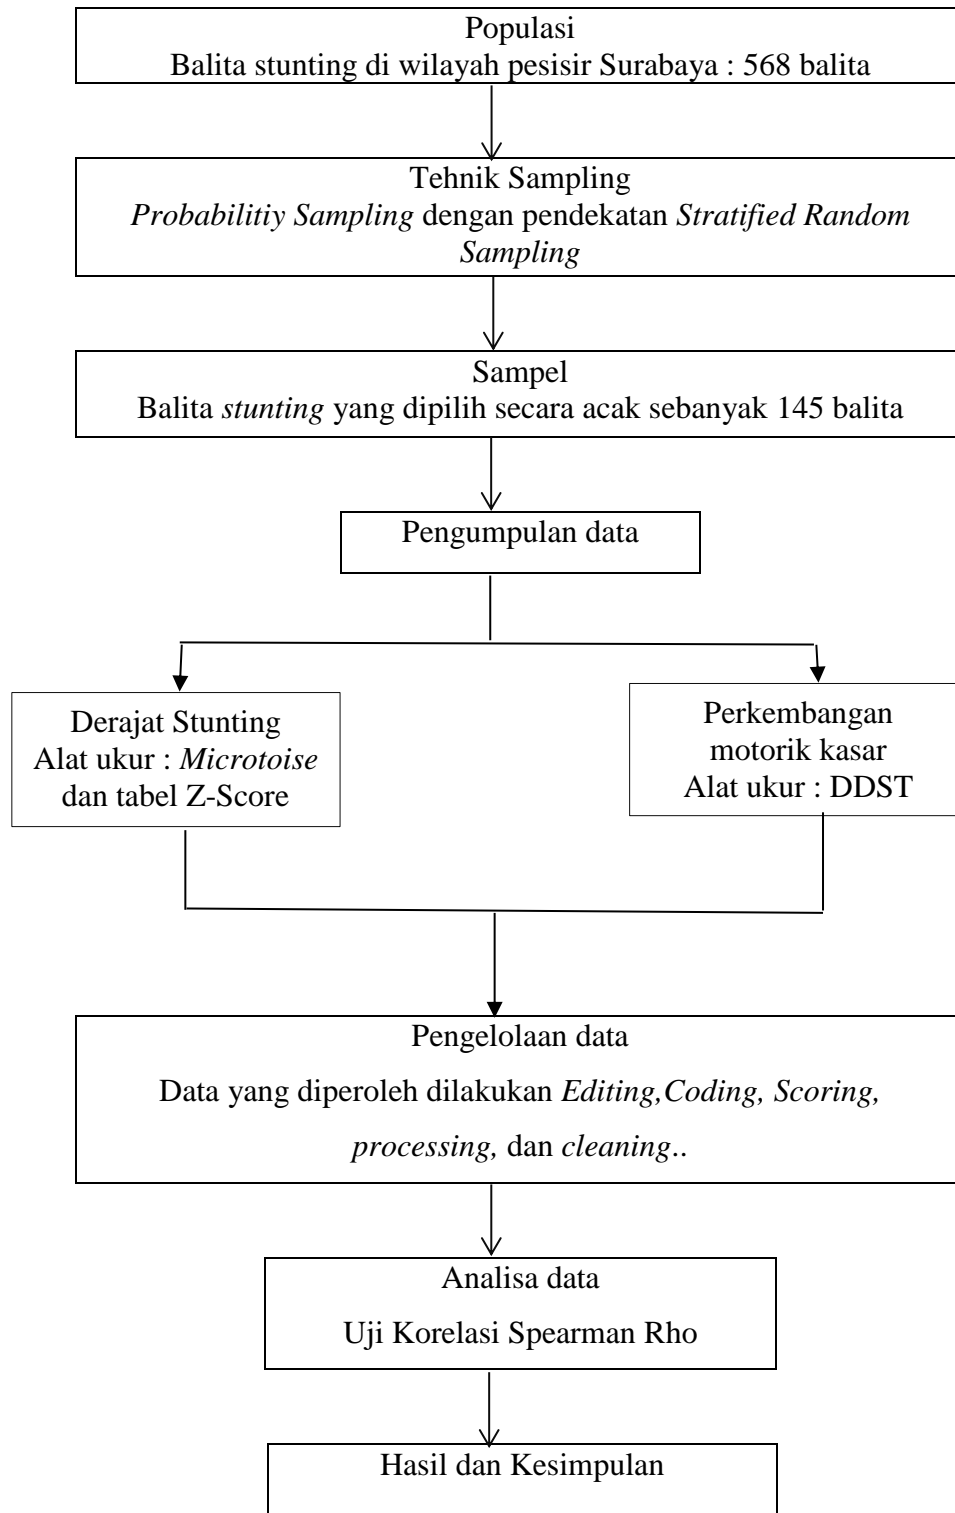 Populasi
Balita stunting di wilayah pesisir Surabaya : 568 balita
Tehnik Sampling
Probabilitiy Sampling dengan pendekatan Stratified Random
Sampling
Sampel
Balita stunting yang dipilih secara acak sebanyak 145 balita
Pengumpulan data
Derajat Stunting
Alat ukur : Microtoise
dan tabel Z-Score
Perkembangan
motorik kasar
Alat ukur : DDST
Pengelolaan data
Data yang diperoleh dilakukan Editing,Coding, Scoring,
processing, dan cleaning..
Analisa data
Uji Korelasi Spearman Rho
Hasil dan Kesimpulan